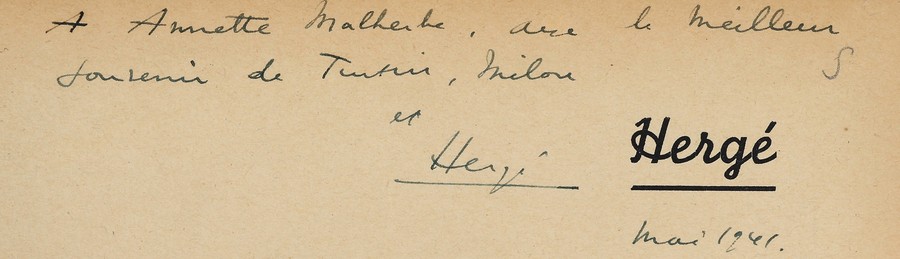 A Annette Malherbe, avec le meilleur
souvenir de Tintin, Milou
et
Hergé Hergé
Mai 1941.